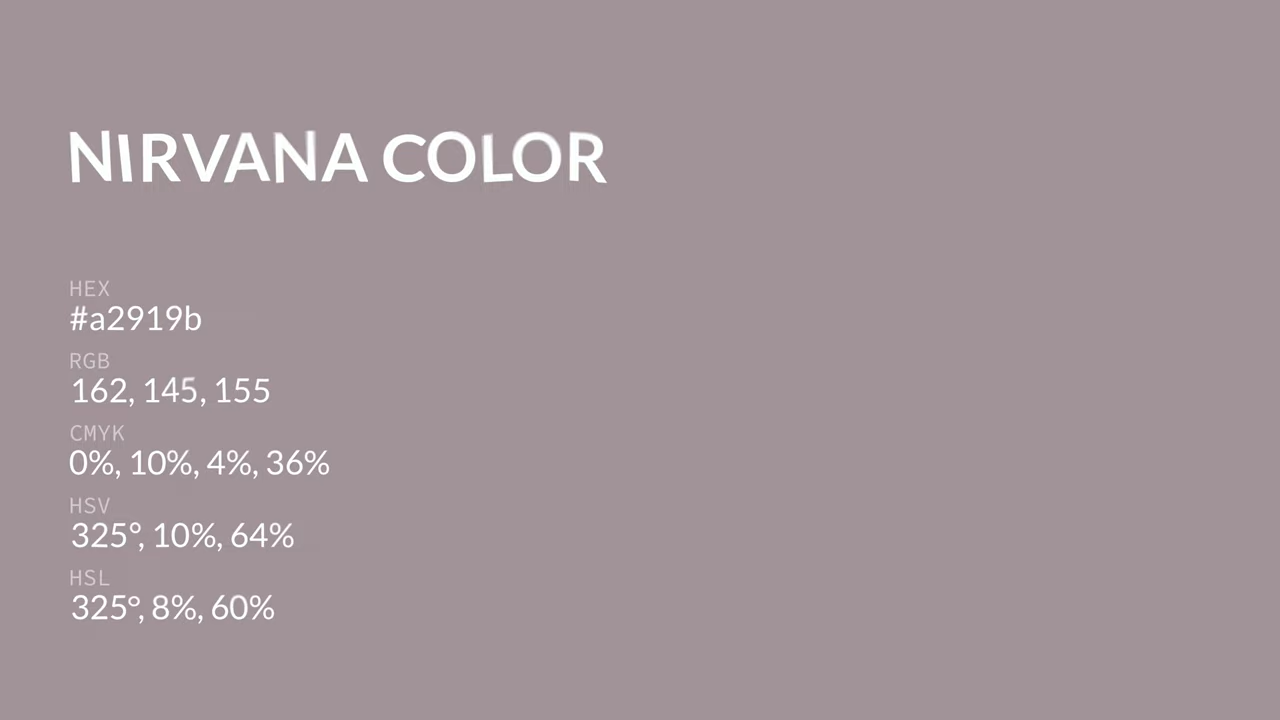 NIRVANA COLOR
HEX
#a2919b
RGB
162, 145, 155
CMYK
0%, 10%, 4%, 36%
HSV
325°, 10%, 64%
HSL
325°, 8%, 60%